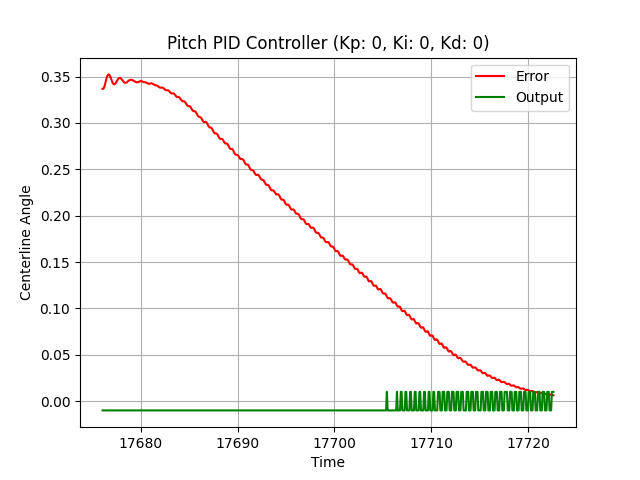 Pitch PID Controller (Kp: 0, Ki: 0, Kd: 0)
Error
Output
Centerline Angle
0.35
0.30
0.25
0.20
0.15
0.10
0.05
0.00
17680 17690 17700 17710 17720
Time